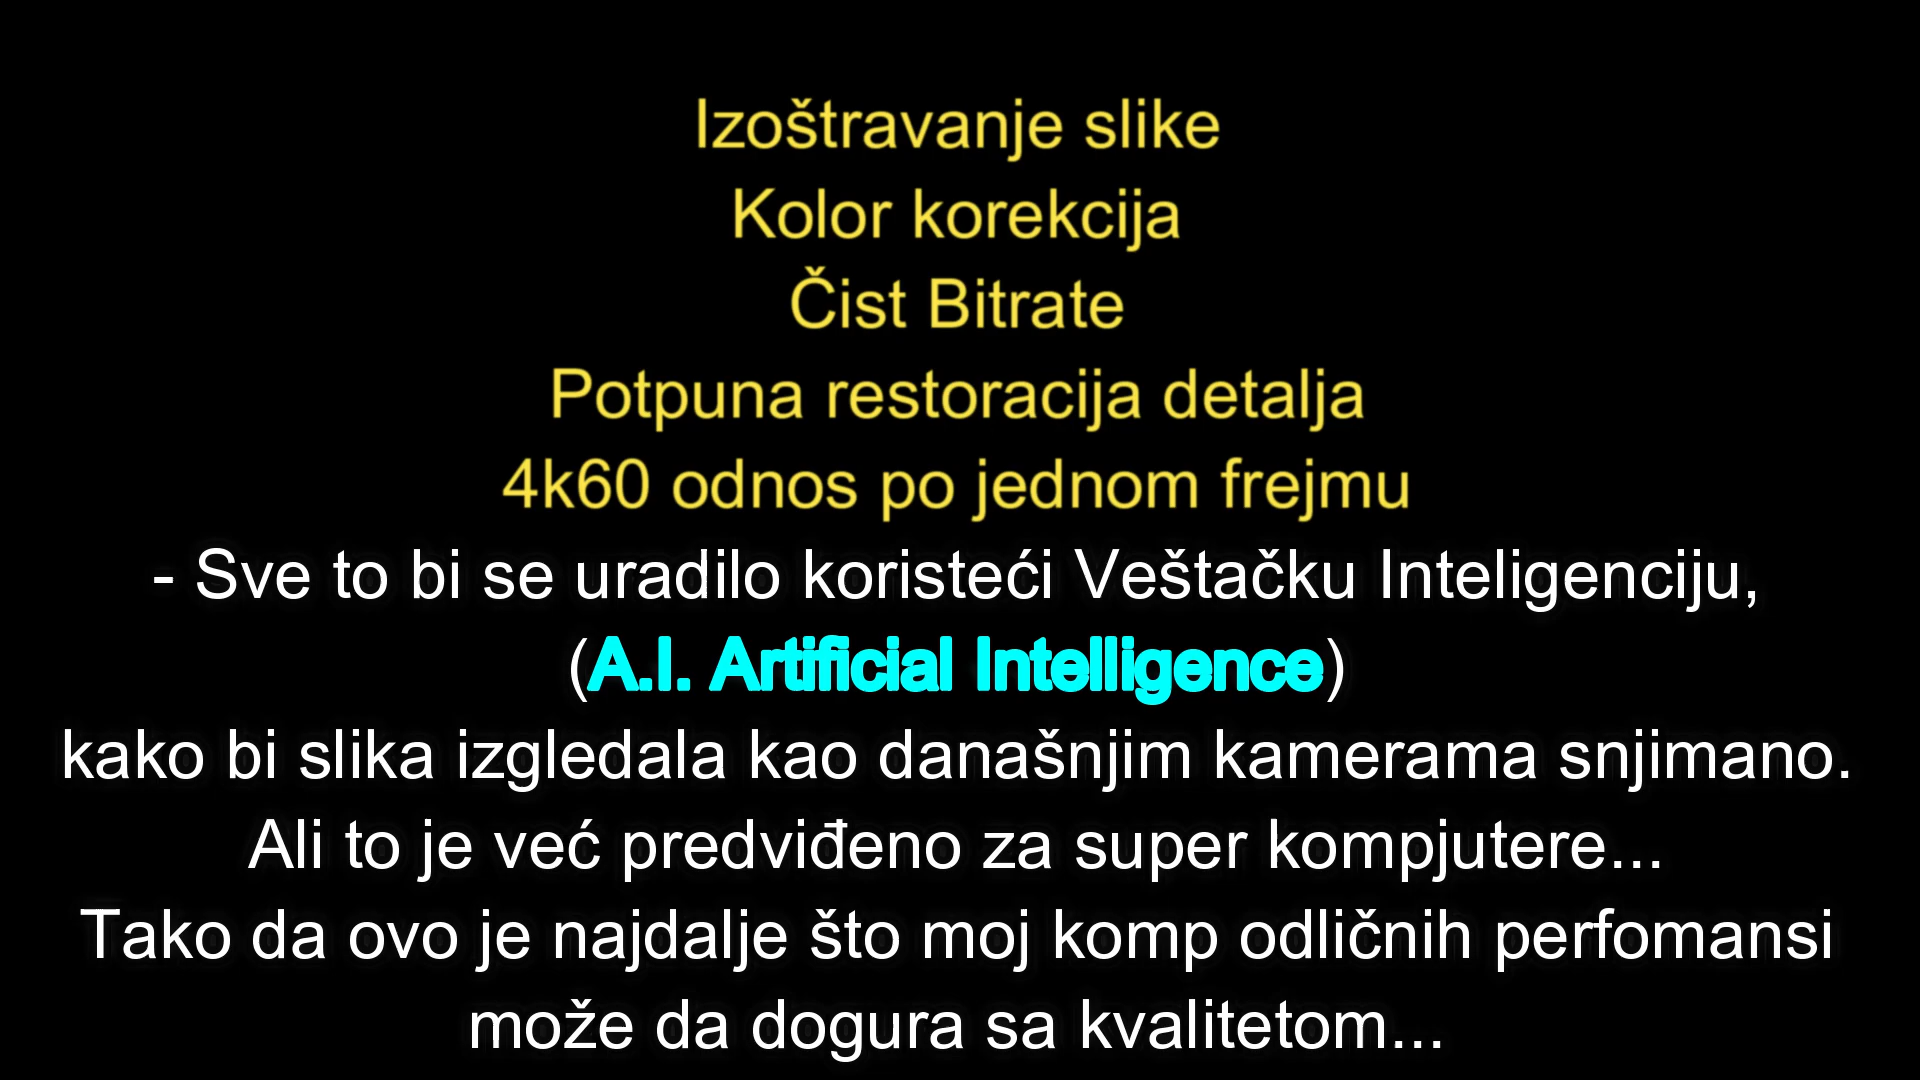 Izoštravanje slike
Kolor korekcija
Čist Bitrate
Potpuna restoracija detalja
4k60 odnos po jednom frejmu
- Sve to bi se uradilo koristeći Veštačku Inteligenciju,
(A.I. Artificial Intelligence)
kako bi slika izgledala kao današnjim kamerama snjimano.
Ali to je već predviđeno za super kompjutere...
Tako da ovo je najdalje što moj komp odličnih perfomansi
može da dogura sa kvalitetom...